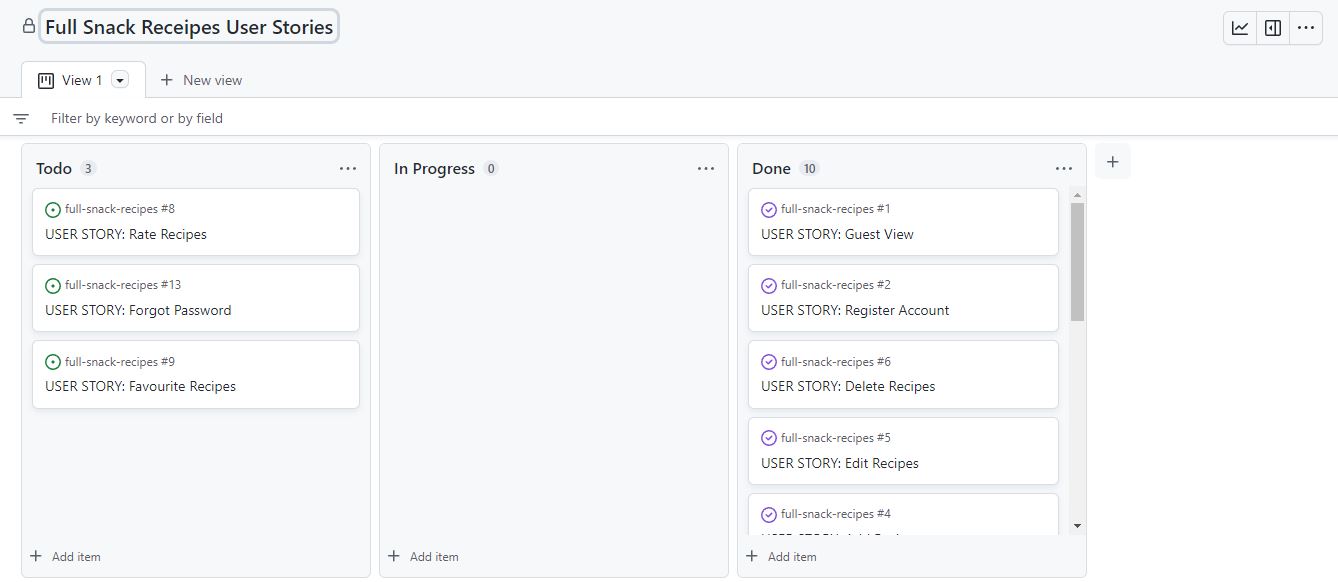 Full Snack Receipes User Stories
View 1
New view
Filter by keyword or by field
Todo 3
full-snack-recipes #8
USER STORY: Rate Recipes
full-snack-recipes #13
USER STORY: Forgot Password
full-snack-recipes #9
USER STORY: Favourite Recipes
Add item
In Progress 0
Add item
Done 10
full-snack-recipes #1
USER STORY: Guest View
full-snack-recipes #2
USER STORY: Register Account
full-snack-recipes #6
USER STORY: Delete Recipes
full-snack-recipes #5
USER STORY: Edit Recipes
full-snack-recipes #4
Add item